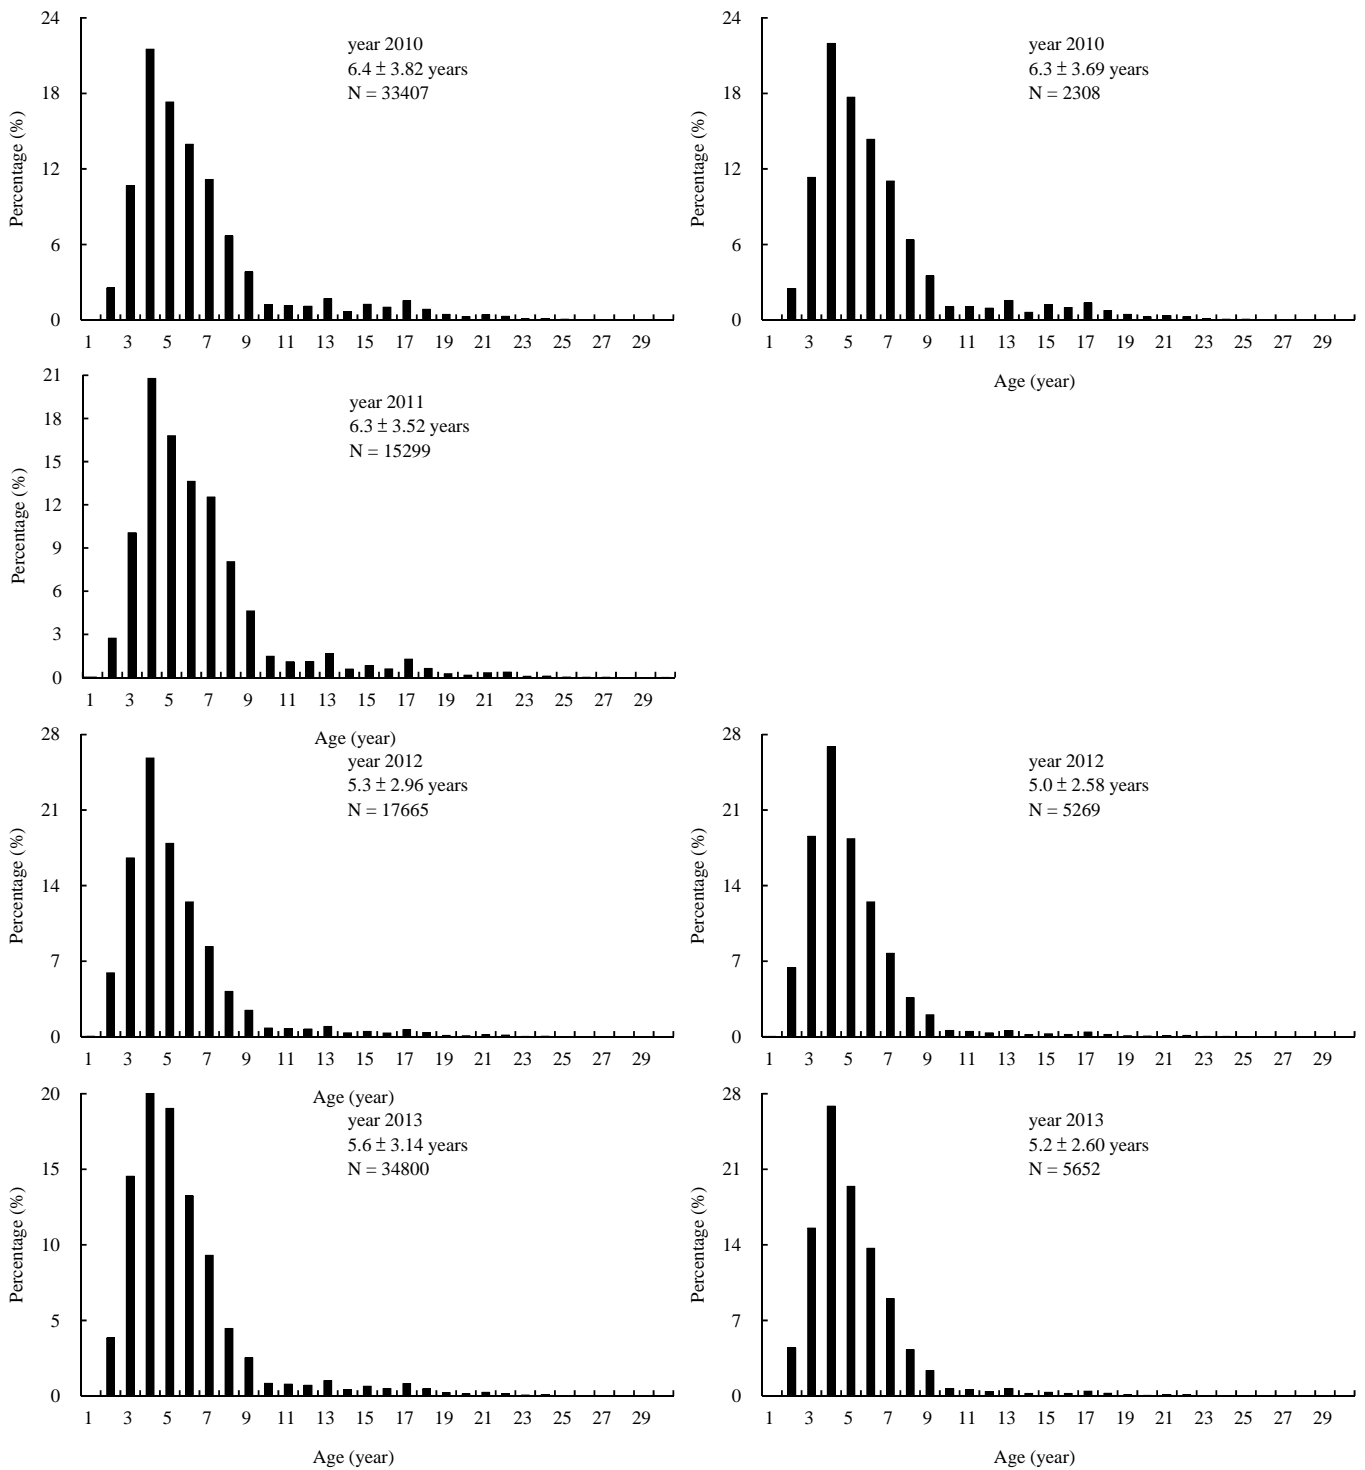 24
18
12
6
0
Percentage (%)
year 2010
6.4 ± 3.82 years
N = 33407
1 3 5 7 9 11 13 15 17 19 21 23 25 27 29
24
18
12
6
0
Percentage (%)
year 2010
6.3 ± 3.69 years
N = 2308
1 3 5 7 9 11 13 15 17 19 21 23 25 27 29
Age (year)
21
18
15
12
9
6
3
0
Percentage (%)
year 2011
6.3 ± 3.52 years
N = 15299
1 3 5 7 9 11 13 15 17 19 21 23 25 27 29
Age (year)
28
21
14
7
0
Percentage (%)
year 2012
5.3 ± 2.96 years
N = 17665
1 3 5 7 9 11 13 15 17 19 21 23 25 27 29
Age (year)
28
21
14
7
0
Percentage (%)
year 2012
5.0 ± 2.58 years
N = 5269
1 3 5 7 9 11 13 15 17 19 21 23 25 27 29
20
15
10
5
0
Percentage (%)
year 2013
5.6 ± 3.14 years
N = 34800
1 3 5 7 9 11 13 15 17 19 21 23 25 27 29
Age (year)
28
21
14
7
0
Percentage (%)
year 2013
5.2 ± 2.60 years
N = 5652
1 3 5 7 9 11 13 15 17 19 21 23 25 27 29
Age (year)